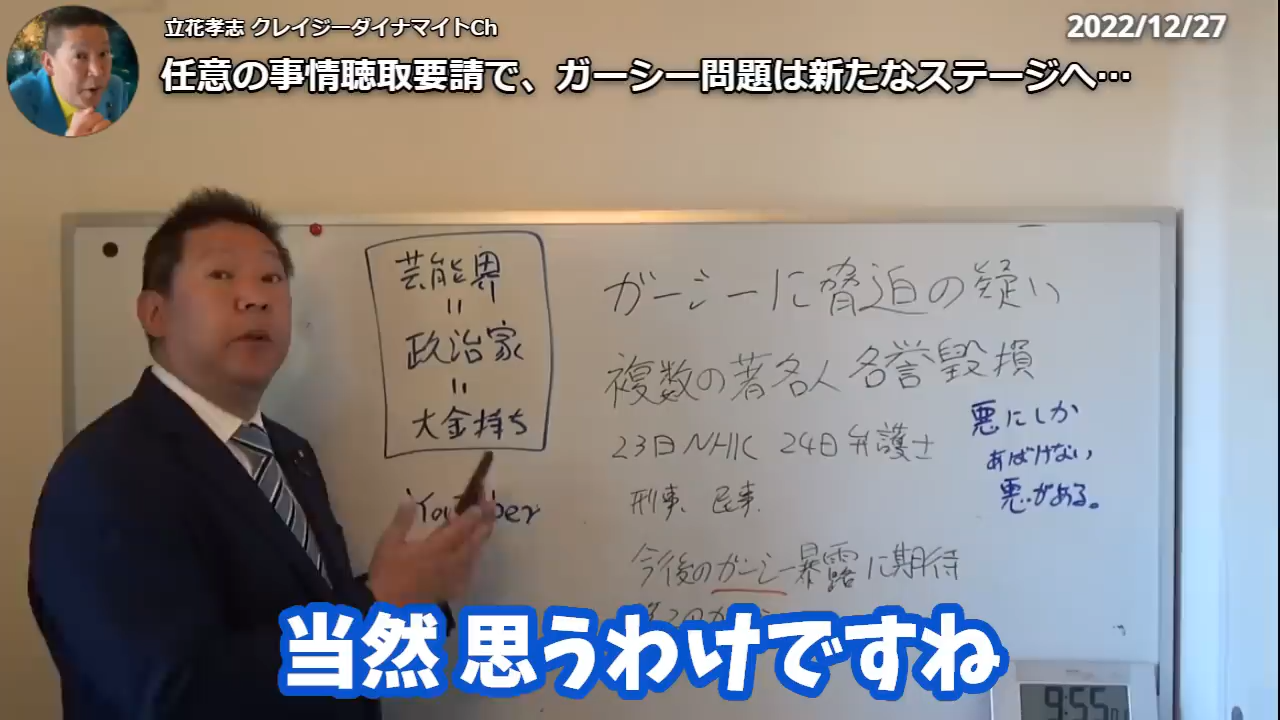 立花孝志 クレイジーダイナマイトCh
2022/12/27
任意の事情聴取要請で、ガーシー問題は新たなステージへ…
芸能界
=
政治家
=
大金持ち
ガーシーに脅迫の疑い
複数の著名人 名誉毀損
23日NHK 24日弁護士
刑事、民事、
悪にしか
あばけない
悪がある。
今後のガーシー暴露に期待
当然 思うわけですね
9:55